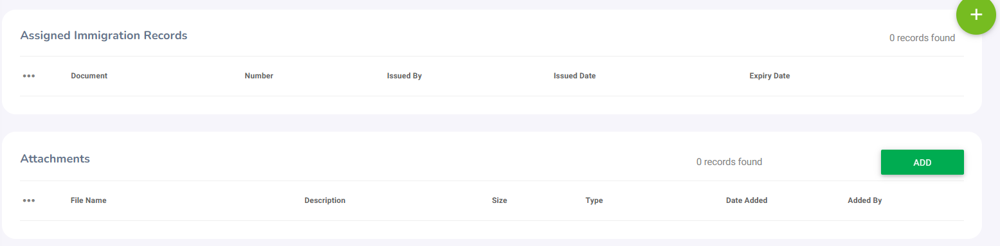 Assigned Immigration Records
0 records found
Document Number Issued By Issued Date Expiry Date
Attachments
0 records found
ADD
File Name Description Size Type Date Added Added By